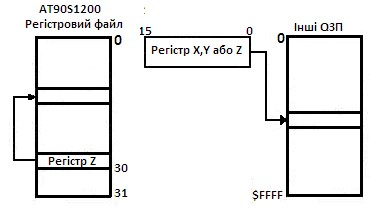 AT90S1200
Регістровий файл
:
15 0
Регістр X,Y або Z
Інші ОЗП
0
0
Регістр Z
30
31
$FFFF